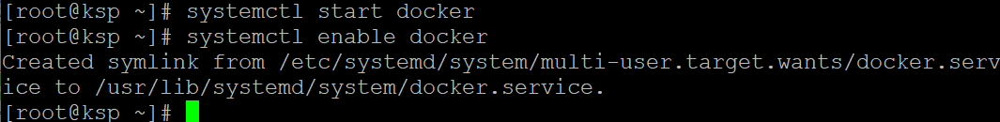 [root@ksp ~]# systemctl start docker
[root@ksp ~]# systemctl enable docker
Created symlink from /etc/systemd/system/multi-user.target.wants/docker.serv
ice to /usr/lib/systemd/system/docker.service.
[root@ksp ~]#